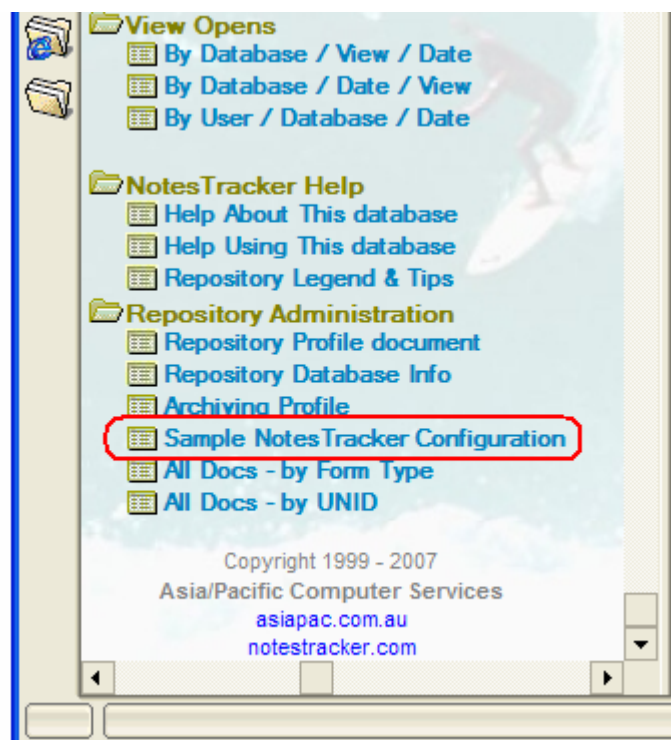 View Opens
By Database / View / Date
By Database / Date / View
By User / Database / Date
NotesTracker Help
Help About This database
Help Using This database
Repository Legend & Tips
Repository Administration
Repository Profile document
Repository Database Info
Archiving Profile
Sample NotesTracker Configuration
All Docs - by Form Type
All Docs - by UNID
Copyright 1999 - 2007
Asia/Pacific Computer Services
asiapac.com.au
notestracker.com